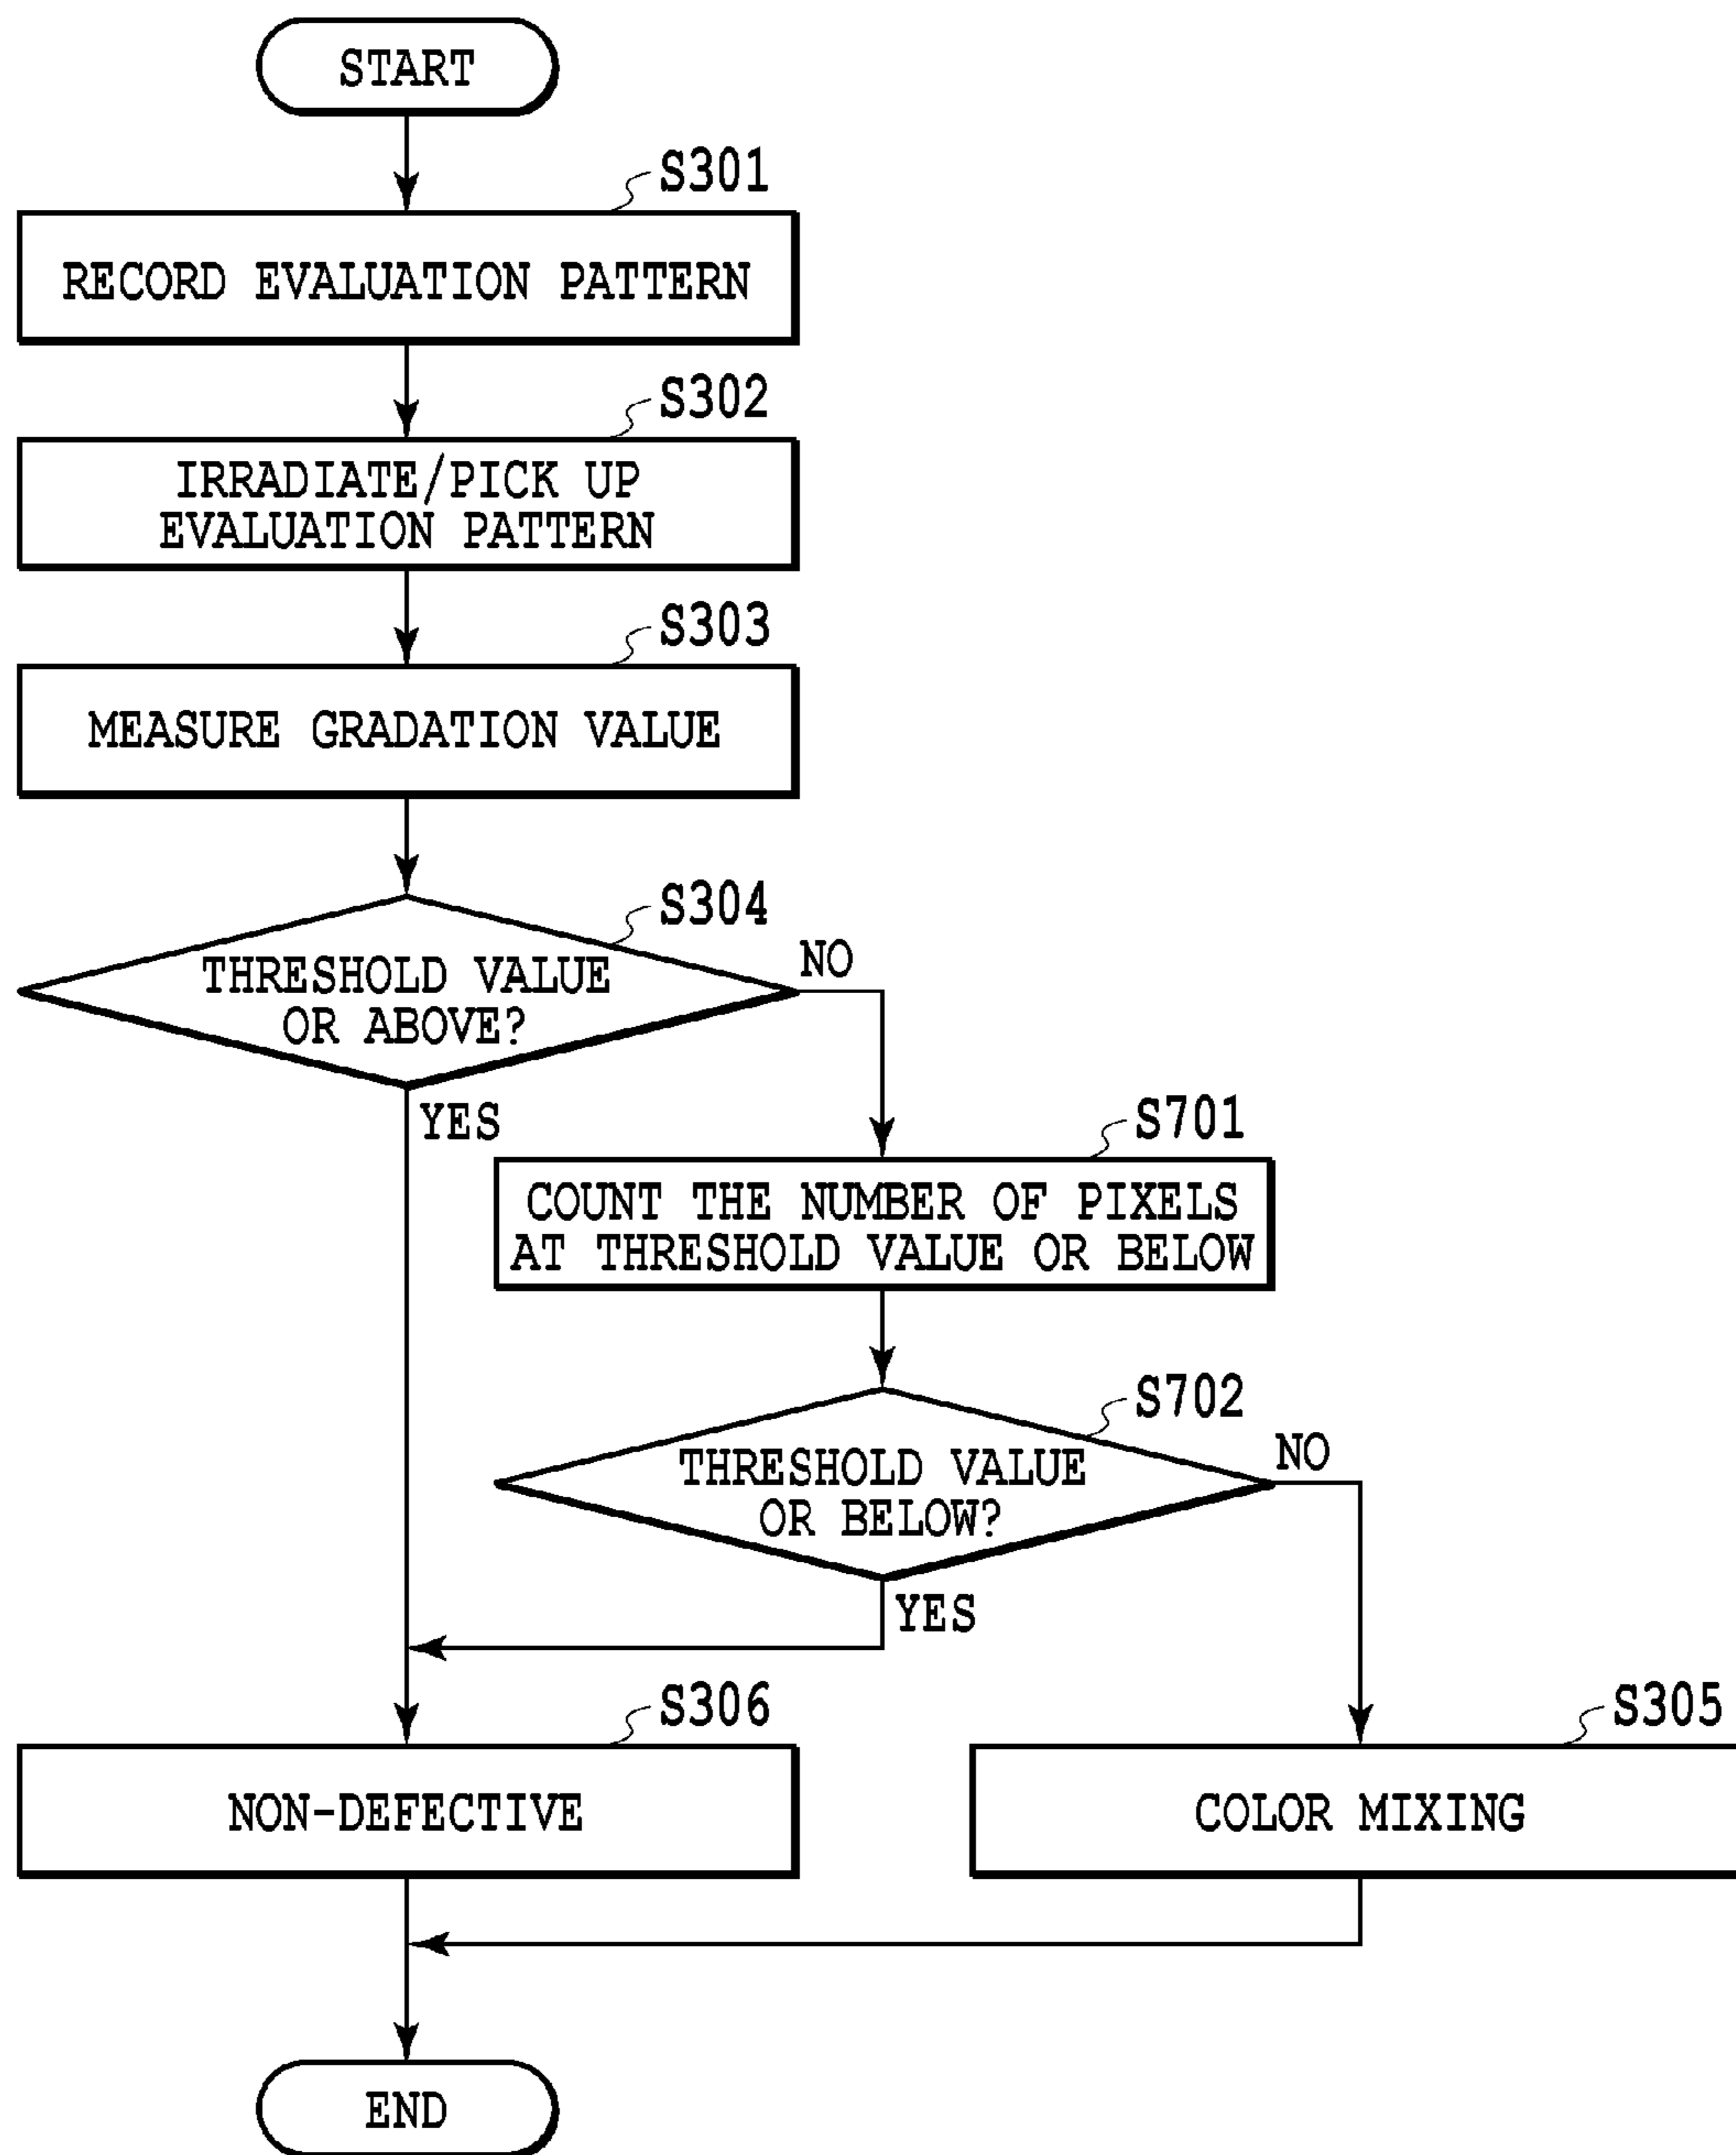 START
S301
RECORD EVALUATION PATTERN
S302
IRRADIATE/PICK UP
EVALUATION PATTERN
S303
MEASURE GRADATION VALUE
S304
THRESHOLD VALUE
OR ABOVE?
NO
YES
S701
COUNT THE NUMBER OF PIXELS
AT THRESHOLD VALUE OR BELOW
S702
THRESHOLD VALUE
OR BELOW?
NO
YES
S306
NON-DEFECTIVE
S305
COLOR MIXING
END